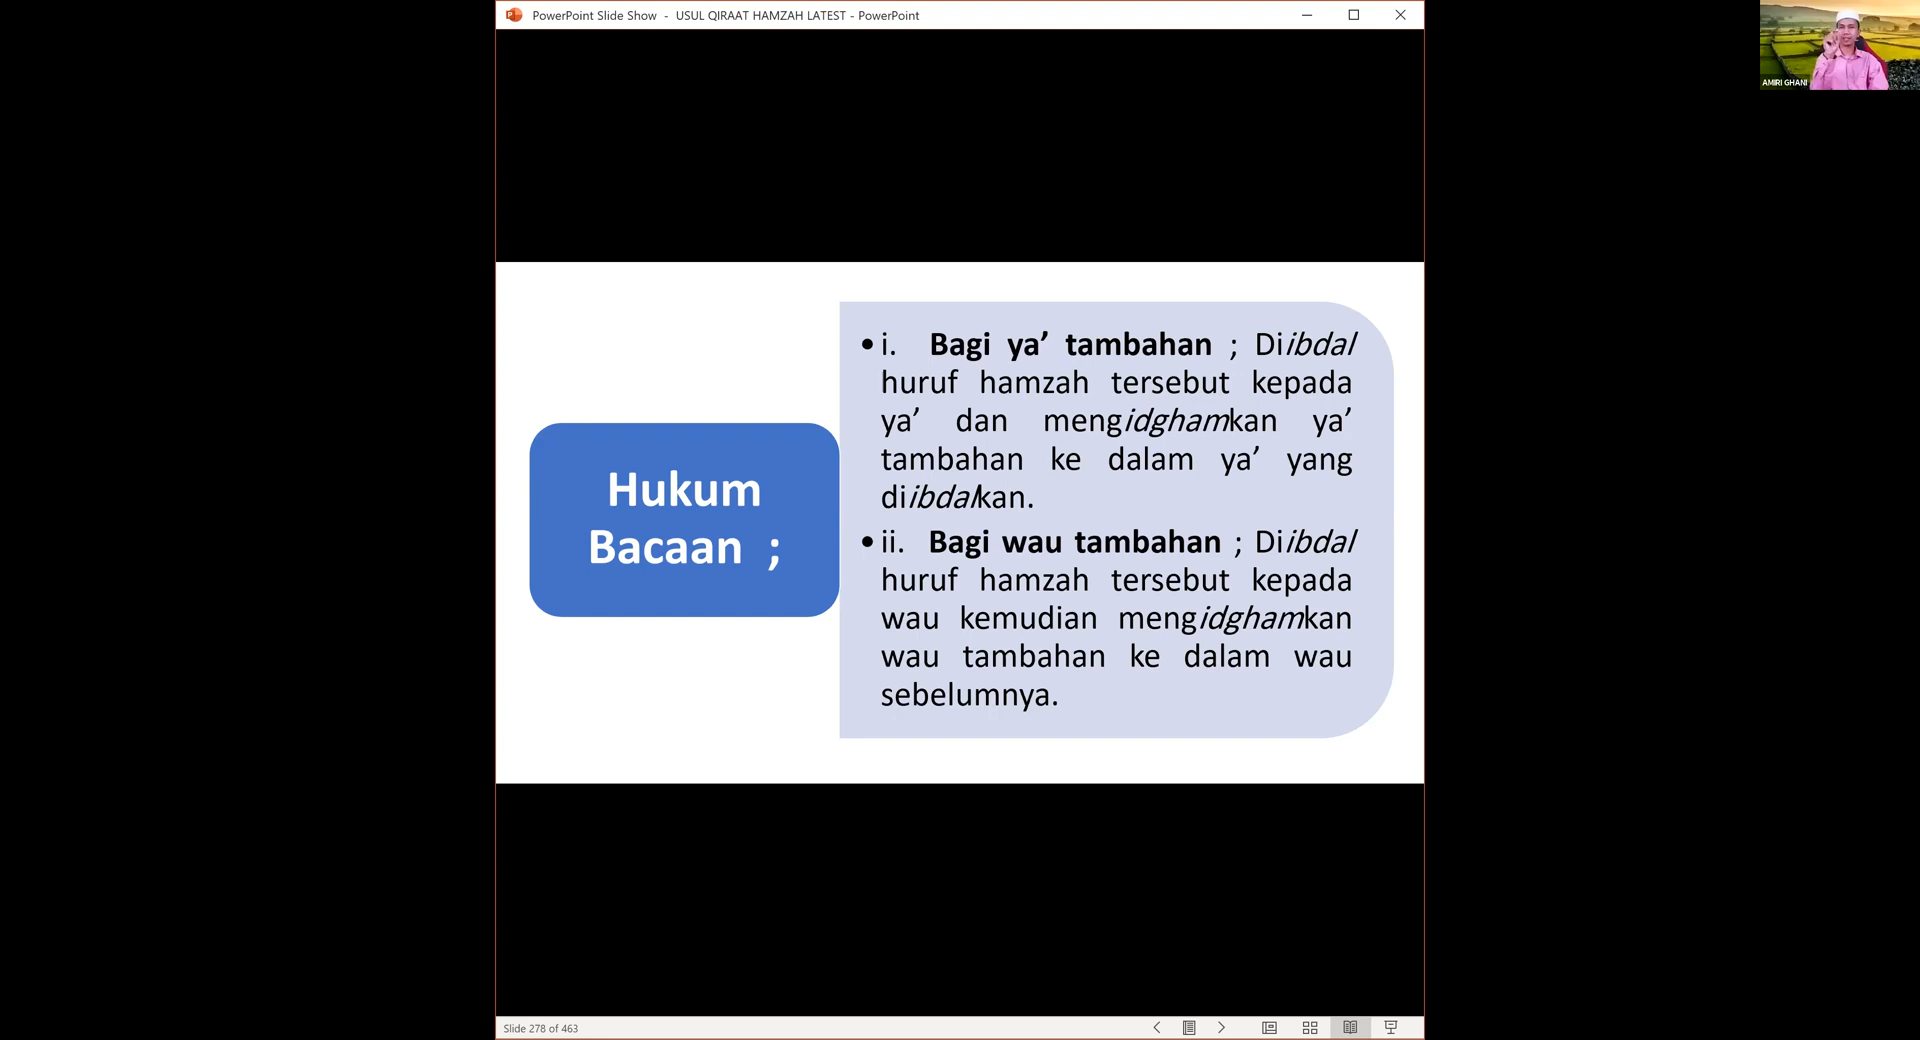 PowerPoint Slide Show - USUL QIRAAT HAMZAH LATEST - PowerPoint
AMIRI GHANI
Hukum
Bacaan ;
• i. Bagi ya’ tambahan ; Diibdal
huruf hamzah tersebut kepada
ya’ dan mengidghamkan ya’
tambahan ke dalam ya’ yang
diibdalkan.
• ii. Bagi wau tambahan ; Diibdal
huruf hamzah tersebut kepada
wau kemudian mengidghamkan
wau tambahan ke dalam wau
sebelumnya.
Slide 278 of 463